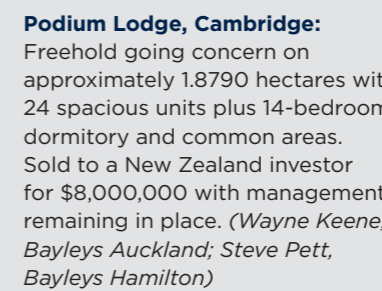 Podium Lodge, Cambridge:
Freehold going concern on
approximately 1.8790 hectares wit
24 spacious units plus 14-bedroom
dormitory and common areas.
Sold to a New Zealand investor
for $8,000,000 with management
remaining in place. (Wayne Keene,
Bayleys Auckland; Steve Pett,
Bayleys Hamilton)